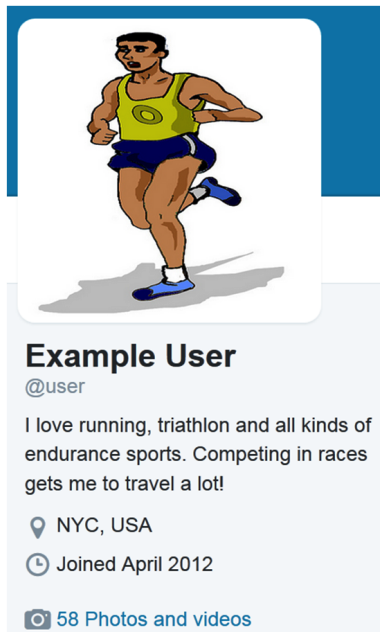 Example User
@user
I love running, triathlon and all kinds of
endurance sports. Competing in races
gets me to travel a lot!
NYC, USA
Joined April 2012
58 Photos and videos